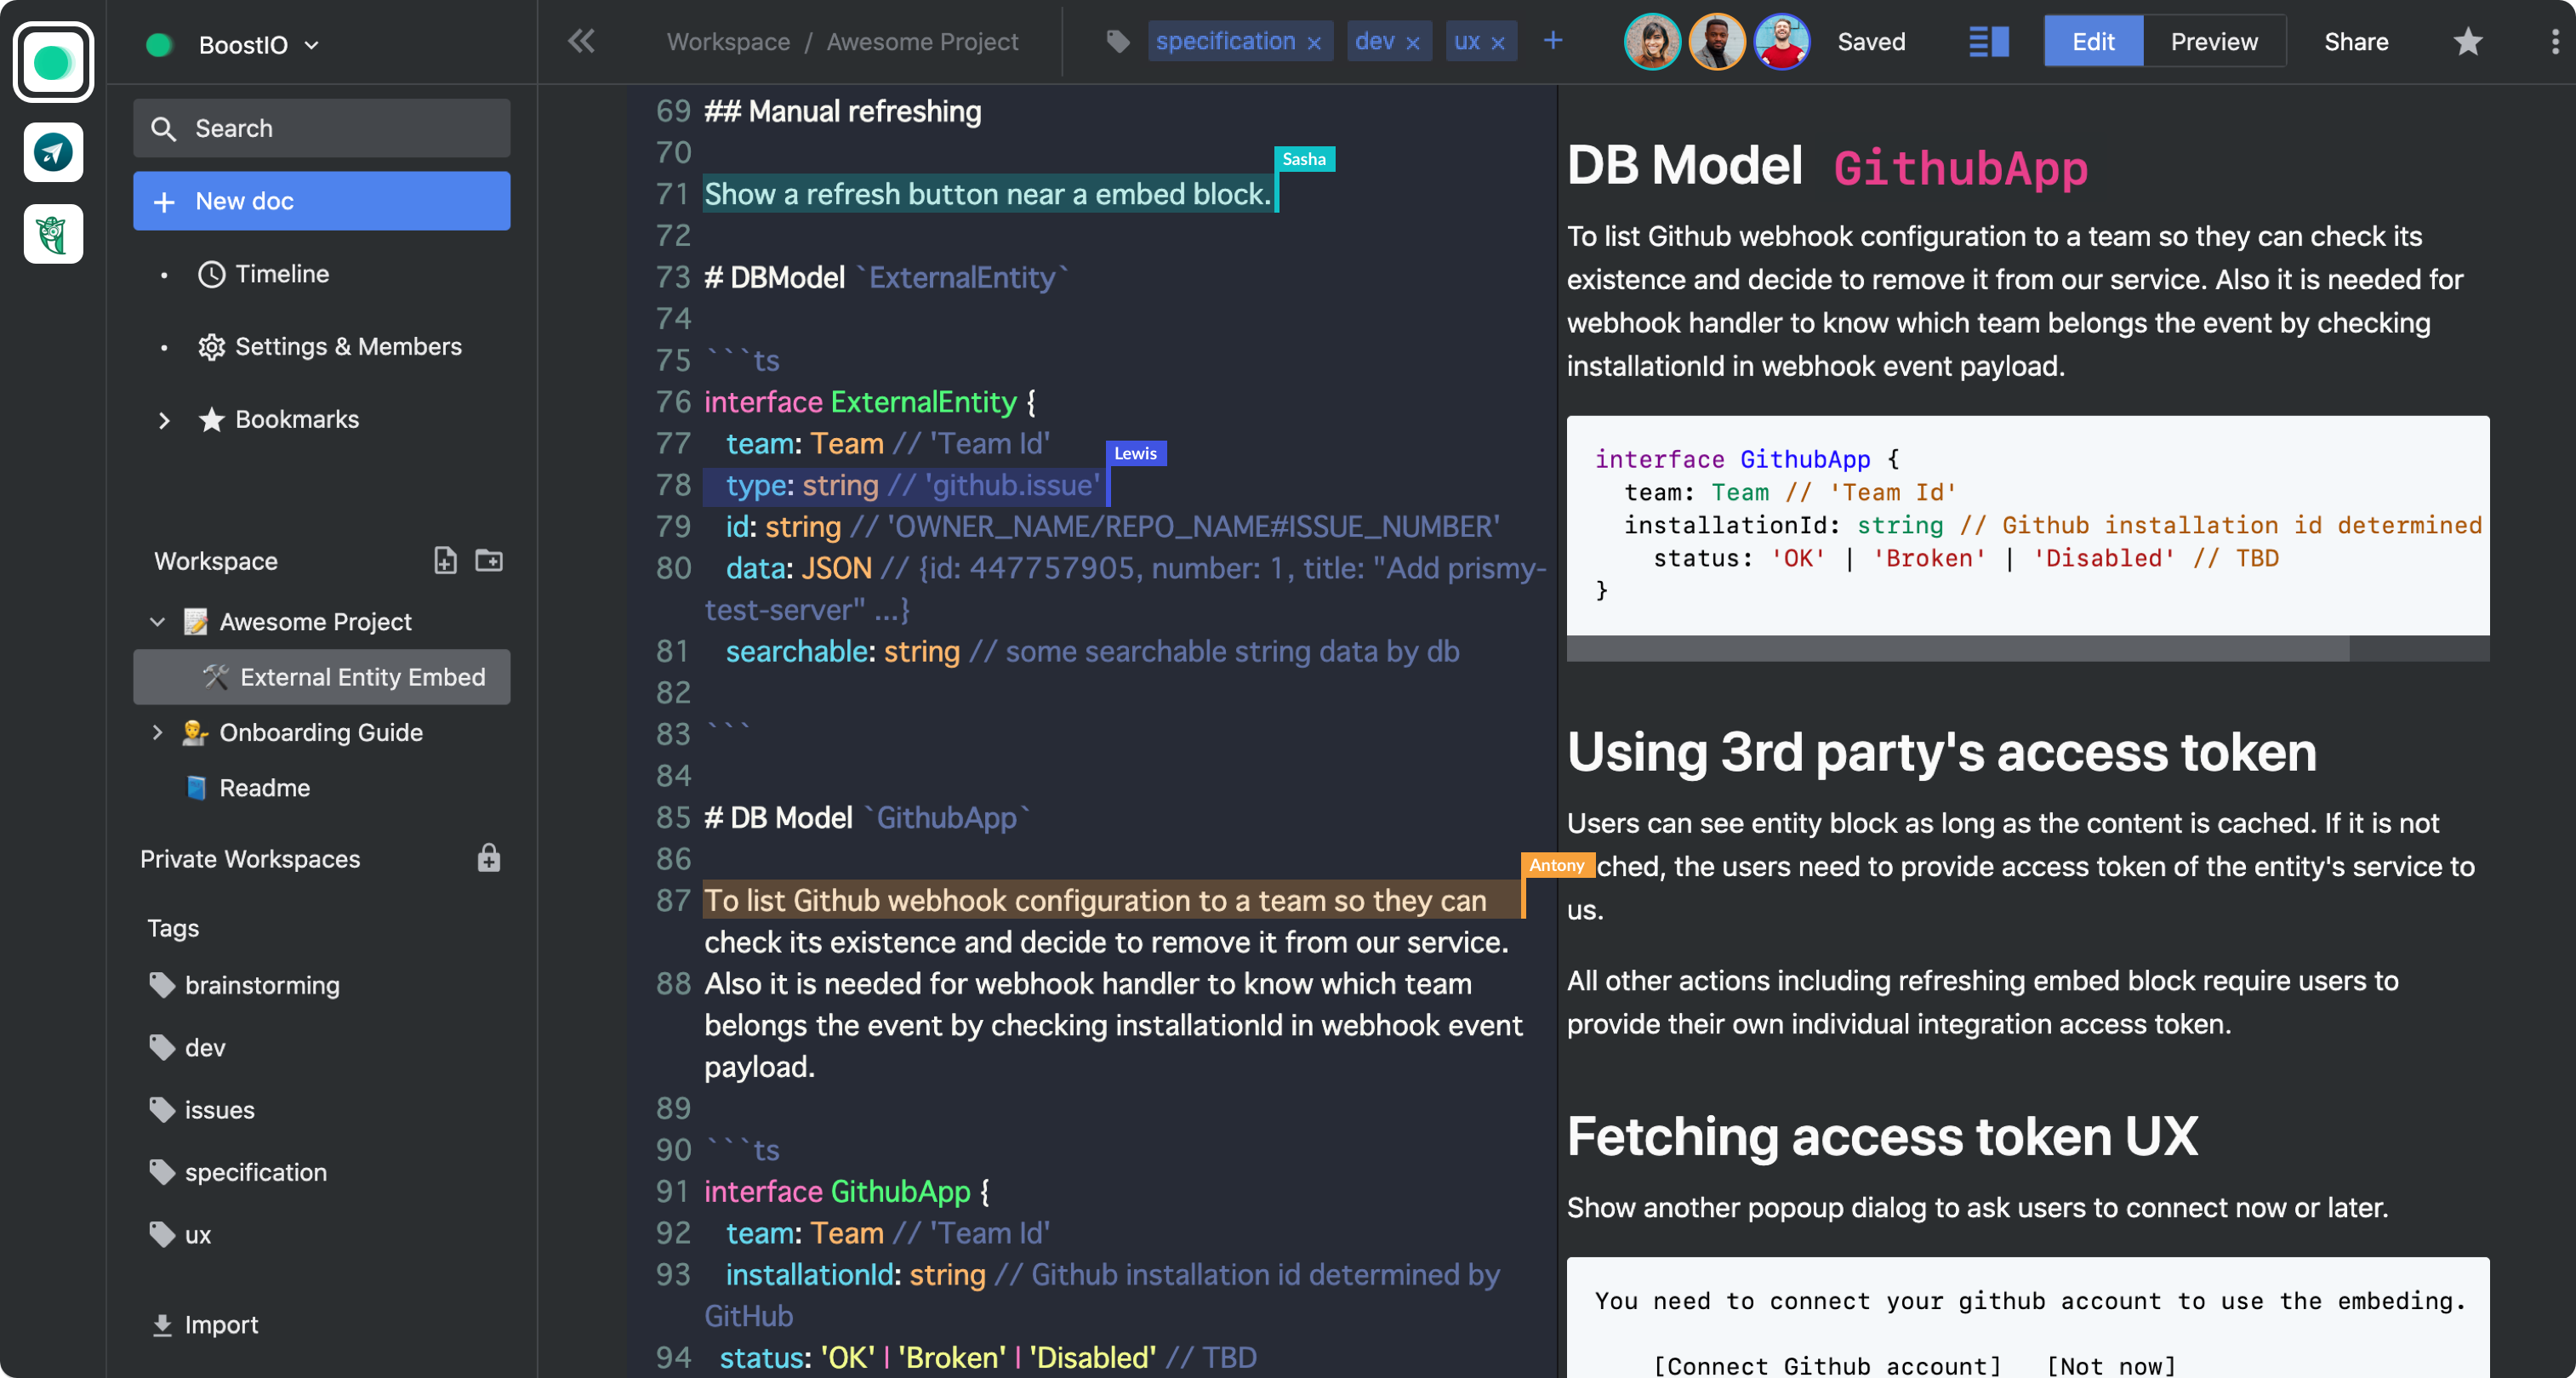 BoostIO
Search
New doc
Timeline
Settings & Members
Bookmarks
Workspace
Awesome Project
External Entity Embed
Onboarding Guide
Readme
Private Workspaces
Tags
brainstorming
dev
issues
specification
ux
Import
Workspace / Awesome Project
specification × dev × ux × +
Saved
Edit Preview
Share
69 ## Manual refreshing
70
Sasha
71 Show a refresh button near a embed block.
72
73 # DBModel `ExternalEntity`
74
75 ```ts
76 interface ExternalEntity {
77 team: Team // 'Team Id'
Lewis
78 type: string // 'github.issue'
79 id: string // 'OWNER_NAME/REPO_NAME#ISSUE_NUMBER'
80 data: JSON // {id: 447757905, number: 1, title: "Add prismy-
test-server" ...}
81 searchable: string // some searchable string data by db
82
83 ```
84
85 # DB Model `GithubApp`
86
Antony
87 To list Github webhook configuration to a team so they can
check its existence and decide to remove it from our service.
88 Also it is needed for webhook handler to know which team
belongs the event by checking installationId in webhook event
payload.
89
90 ```ts
91 interface GithubApp {
92 team: Team // 'Team Id'
93 installationId: string // Github installation id determined by
GitHub
94 status: 'OK' | 'Broken' | 'Disabled' // TBD
DB Model GithubApp
To list Github webhook configuration to a team so they can check its
existence and decide to remove it from our service. Also it is needed for
webhook handler to know which team belongs the event by checking
installationId in webhook event payload.
interface GithubApp {
team: Team // 'Team Id'
installationId: string // Github installation id determined
status: 'OK' | 'Broken' | 'Disabled' // TBD
}
Using 3rd party's access token
Users can see entity block as long as the content is cached. If it is not
ched, the users need to provide access token of the entity's service to
us.
All other actions including refreshing embed block require users to
provide their own individual integration access token.
Fetching access token UX
Show another popoup dialog to ask users to connect now or later.
You need to connect your github account to use the embeding.
[Connect Github account] [Not now]